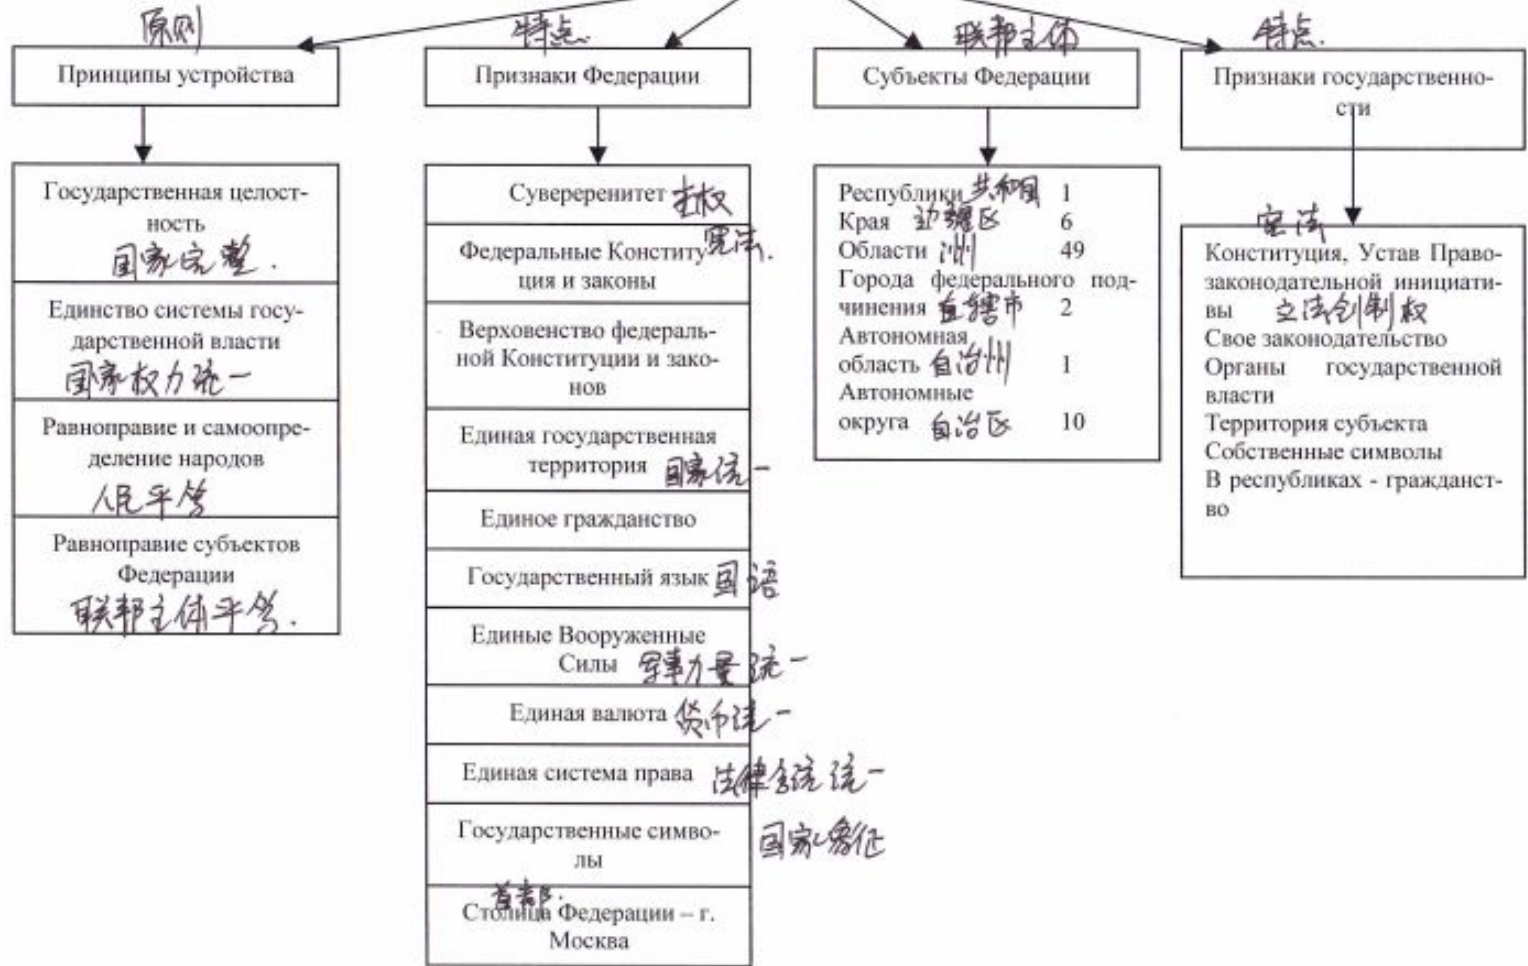 原则
Принципы устройства
Государственная целост-
ность
国家完整.
Единство системы госу-
дарственной власти
国家权力统一
Равноправие и самоопре-
деление народов
人民平等
Равноправие субъектов
Федерации
联邦主体平等.
特点.
Признаки Федерации
Суверренитет 主权
Федеральные Конститу 宪法.
ция и законы
Верховенство федераль-
ной Конституции и зако-
нов
Единая государственная
территория 国家统一
Единое гражданство
Государственный язык 国语
Единые Вооруженные
Силы 军事力量统一
Единая валюта 货币统一
Единая система права 法律 统一
Государственные симво-
лы 国家象征
首都.
Столица Федерации – г.
Москва
联邦主体
Субъекты Федерации
Республики 共和国 1
Края 边疆区 6
Области 州 49
Города федерального под-
чинения 直辖市 2
Автономная
область 自治州 1
Автономные
округа 自治区 10
特点.
Признаки государственно-
сти
宪法
Конституция, Устав Право-
законодательной инициати-
вы 立法创制权
Свое законодательство
Органы государственной
власти
Территория субъекта
Собственные символы
В республиках - гражданст-
во